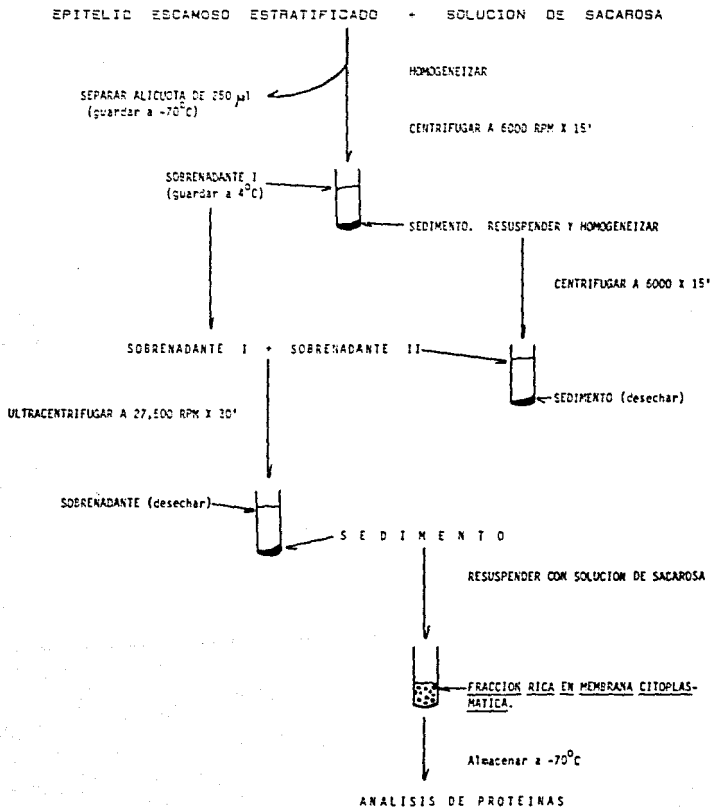 EPITELIO ESCAMOSO ESTRATIFICADO + SOLUCION DE SACAROSA
HOMOGENEIZAR
SEPARAR ALICUOTA DE 250 µl
(guardar a -70°C)
CENTRIFUGAR A 6000 RPM X 15'
SOBRENADANTE I
(guardar a 4°C)
SEDIMENTO. RESUSPENDER Y HOMOGENEIZAR
CENTRIFUGAR A 6000 X 15'
SOBRENADANTE I + SOBRENADANTE II
SEDIMENTO (desechar)
ULTRACENTRIFUGAR A 27,500 RPM X 30'
SOBRENADANTE (desechar)
SEDIMENTO
RESUSPENDER CON SOLUCION DE SACAROSA
FRACCION RICA EN MEMBRANA CITOPLAS-
MATICA.
Almacenar a -70°C
ANALISIS DE PROTEINAS